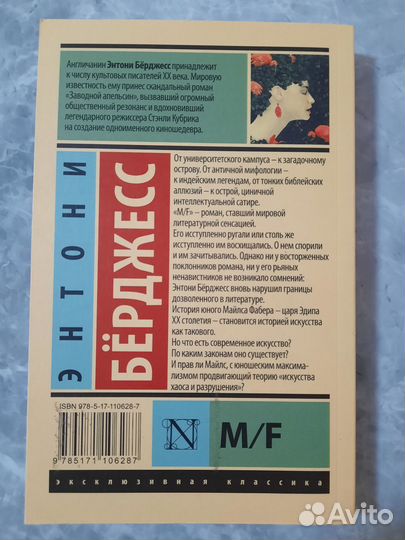 Англичанин Энтони Бёрджесс принадлежит
к числу культовых писателей XX века. Мировую
известность ему принес скандальный роман
«Заводной апельсин», вызвавший огромный
общественный резонанс и вдохновивший
легендарного режиссера Стэнли Кубрика
на создание одноименного киношедевра.
ЭНТОНИ
БЁРДЖЕСС
От университетского кампуса – к загадочному
острову. От античной мифологии –
к индейским легендам, от тонких библейских
аллюзий – к острой, циничной
интеллектуальной сатире.
«M/F» – роман, ставший мировой
литературной сенсацией.
Его исступленно ругали или столь же
исступленно им восхищались. О нем спорили
и им зачитывались. Однако ни у восторженных
поклонников романа, ни у его рьяных
ненавистников не возникало сомнений:
Энтони Бёрджесс вновь нарушил границы
дозволенного в литературе.
История юного Майлса Фабера – царя Эдипа
XX столетия – становится историей искусства
как такового.
Но что есть современное искусство?
По каким законам оно существует?
И прав ли Майлс, с юношеским максима-
лизмом продвигающий теорию «искусства
хаоса и разрушения»?
ISBN 978-5-17-110628-7
9 785171 106287
N
M/F
эксклюзивная классика
Avito